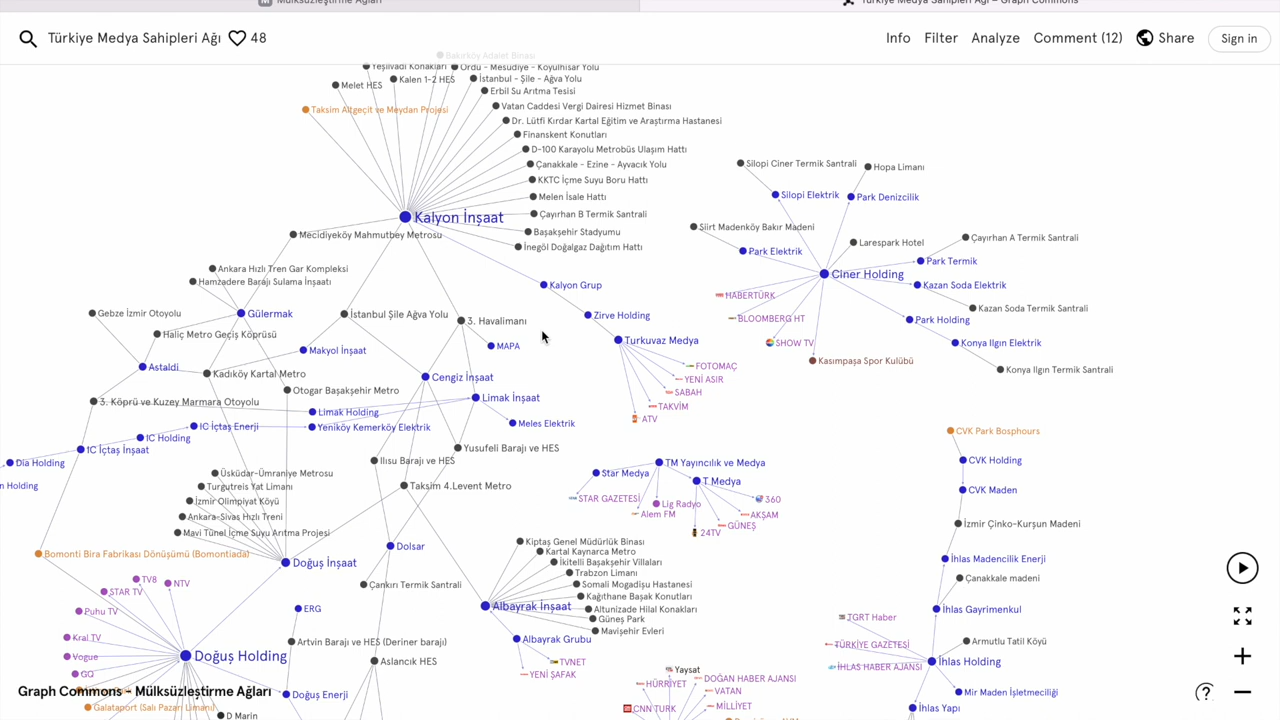 Mülksüzleştirme Ağları
Türkiye Medya Sahipleri Ağı – Graph Commons
Türkiye Medya Sahipleri Ağı
48
Info
Filter
Analyze
Comment (12)
Share
Sign in
Bakırköy Adalet Binası
Yeşilvadi Konakları
Ordu - Mesudiye - Koyulhisar Yolu
Melet HES
Kalen 1-2 HES
İstanbul - Şile - Ağva Yolu
Erbil Su Arıtma Tesisi
Taksim Altgeçit ve Meydan Projesi
Vatan Caddesi Vergi Dairesi Hizmet Binası
Dr. Lütfi Kırdar Kartal Eğitim ve Araştırma Hastanesi
Finanskent Konutları
D-100 Karayolu Metrobüs Ulaşım Hattı
Çanakkale - Ezine - Ayvacık Yolu
KKTC İçme Suyu Boru Hattı
Melen İsale Hattı
Çayırhan B Termik Santrali
Kalyon İnşaat
Başakşehir Stadyumu
İnegöl Doğalgaz Dağıtım Hattı
Mecidiyeköy Mahmutbey Metrosu
Silopi Ciner Termik Santrali
Hopa Limanı
Silopi Elektrik
Park Denizcilik
Siirt Madenköy Bakır Madeni
Larespark Hotel
Çayırhan A Termik Santrali
Park Elektrik
Park Termik
Ciner Holding
Kazan Soda Elektrik
HABERTÜRK
Kazan Soda Termik Santrali
BLOOMBERG HT
Park Holding
SHOW TV
Konya Ilgın Elektrik
Kasımpaşa Spor Kulübü
Konya Ilgın Termik Santrali
Ankara Hızlı Tren Gar Kompleksi
Hamzadere Barajı Sulama İnşaatı
Kalyon Grup
Gebze İzmir Otoyolu
Gülermak
İstanbul Şile Ağva Yolu
3. Havalimanı
Zirve Holding
Haliç Metro Geçiş Köprüsü
Turkuvaz Medya
Makyol İnşaat
MAPA
Astaldi
Kadıköy Kartal Metro
Cengiz İnşaat
FOTOMAÇ
YENİ ASIR
SABAH
TAKVİM
ATV
Otogar Başakşehir Metro
3. Köprü ve Kuzey Marmara Otoyolu
Limak İnşaat
Limak Holding
IC İçtaş Enerji
Yeniköy Kemerköy Elektrik
Meles Elektrik
IC Holding
IC İçtaş İnşaat
Yusufeli Barajı ve HES
Dia Holding
Ilısu Barajı ve HES
n Holding
Üsküdar-Ümraniye Metrosu
Turgutreis Yat Limanı
Taksim 4.Levent Metro
İzmir Olimpiyat Köyü
Ankara-Sivas Hızlı Treni
Mavi Tünel İçme Suyu Arıtma Projesi
TM Yayıncılık ve Medya
Star Medya
T Medya
STAR GAZETESİ
Lig Radyo
Alem FM
360
AKŞAM
GÜNEŞ
24TV
CVK Park Bosphours
CVK Holding
CVK Maden
İzmir Çinko-Kurşun Madeni
İhlas Madencilik Enerji
Çanakkale madeni
İhlas Gayrimenkul
TGRT Haber
TÜRKİYE GAZETESİ
İHLAS HABER AJANSI
Armutlu Tatil Köyü
İhlas Holding
Mir Maden İşletmeciliği
İhlas Yapı
Bomonti Bira Fabrikası Dönüşümü (Bomontiada)
Doğuş İnşaat
Dolsar
Çankırı Termik Santrali
Kiptaş Genel Müdürlük Binası
Kartal Kaynarca Metro
İkitelli Başakşehir Villaları
Trabzon Limanı
Somali Mogadişu Hastanesi
Kağıthane Başak Konutları
Albayrak İnşaat
Altunizade Hilal Konakları
Güneş Park
Mavişehir Evleri
Albayrak Grubu
TVNET
YENİ ŞAFAK
TV8
NTV
STAR TV
Puhu TV
Kral TV
Vogue
GQ
ERG
Artvin Barajı ve HES (Deriner barajı)
Doğuş Holding
Aslancık HES
Doğuş Enerji
Galataport (Salı Pazarı Limanı)
D Marin
Yaysat
HÜRRİYET
DOĞAN HABER AJANSI
VATAN
CNN TURK
MİLLİYET
Graph Commons - Mülksüzleştirme Ağları